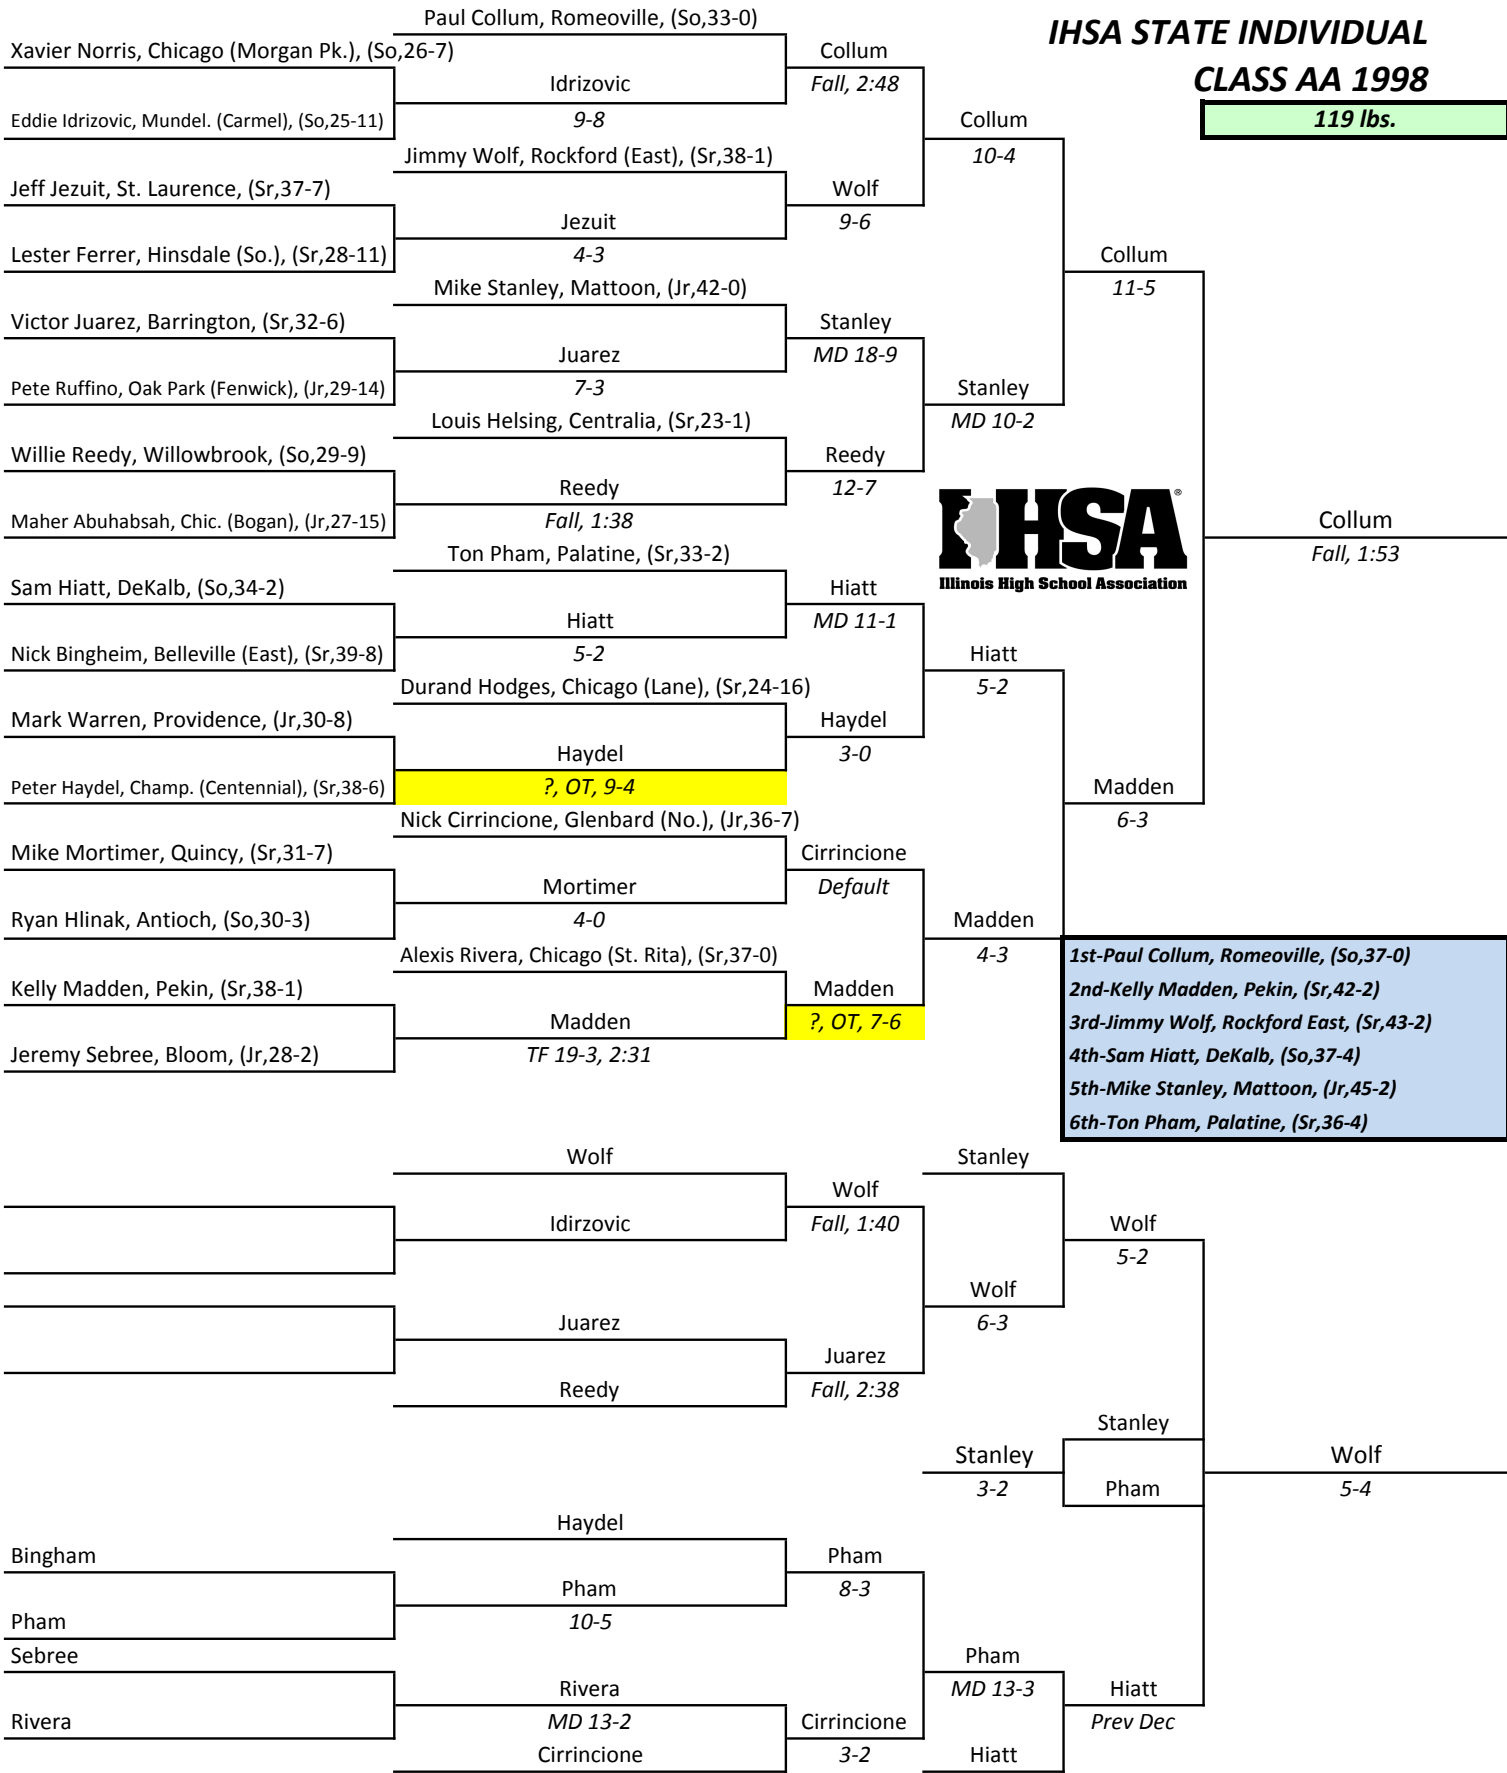 Paul Collum, Romeoville, (So,33-0)
IHSA STATE INDIVIDUAL
CLASS AA 1998
119 lbs.
Xavier Norris, Chicago (Morgan Pk.), (So,26-7)
Collum
Fall, 2:48
Idrizovic
9-8
Eddie Idrizovic, Mundel. (Carmel), (So,25-11)
Collum
10-4
Jimmy Wolf, Rockford (East), (Sr,38-1)
Jeff Jezuit, St. Laurence, (Sr,37-7)
Wolf
9-6
Jezuit
4-3
Lester Ferrer, Hinsdale (So.), (Sr,28-11)
Collum
11-5
Mike Stanley, Mattoon, (Jr,42-0)
Victor Juarez, Barrington, (Sr,32-6)
Stanley
MD 18-9
Juarez
7-3
Pete Ruffino, Oak Park (Fenwick), (Jr,29-14)
Stanley
MD 10-2
Louis Helsing, Centralia, (Sr,23-1)
Willie Reedy, Willowbrook, (So,29-9)
Reedy
12-7
Reedy
Fall, 1:38
Maher Abuhabsah, Chic. (Bogan), (Jr,27-15)
IHSA®
Illinois High School Association
Collum
Fall, 1:53
Ton Pham, Palatine, (Sr,33-2)
Sam Hiatt, DeKalb, (So,34-2)
Hiatt
MD 11-1
Hiatt
5-2
Nick Bingheim, Belleville (East), (Sr,39-8)
Hiatt
5-2
Durand Hodges, Chicago (Lane), (Sr,24-16)
Mark Warren, Providence, (Jr,30-8)
Haydel
3-0
Haydel
?, OT, 9-4
Peter Haydel, Champ. (Centennial), (Sr,38-6)
Madden
6-3
Nick Cirrincione, Glenbard (No.), (Jr,36-7)
Mike Mortimer, Quincy, (Sr,31-7)
Cirrincione
Default
Mortimer
4-0
Ryan Hlinak, Antioch, (So,30-3)
Madden
4-3
Alexis Rivera, Chicago (St. Rita), (Sr,37-0)
Kelly Madden, Pekin, (Sr,38-1)
Madden
?, OT, 7-6
Madden
TF 19-3, 2:31
Jeremy Sebree, Bloom, (Jr,28-2)
1st-Paul Collum, Romeoville, (So,37-0)
2nd-Kelly Madden, Pekin, (Sr,42-2)
3rd-Jimmy Wolf, Rockford East, (Sr,43-2)
4th-Sam Hiatt, DeKalb, (So,37-4)
5th-Mike Stanley, Mattoon, (Jr,45-2)
6th-Ton Pham, Palatine, (Sr,36-4)
Wolf
Stanley
Wolf
Fall, 1:40
Idirzovic
Wolf
5-2
Wolf
6-3
Juarez
Juarez
Fall, 2:38
Reedy
Stanley
Stanley
3-2
Pham
Wolf
5-4
Haydel
Bingham
Pham
8-3
Pham
10-5
Pham
Sebree
Pham
MD 13-3
Rivera
MD 13-2
Hiatt
Prev Dec
Rivera
Cirrincione
3-2
Cirrincione
Hiatt